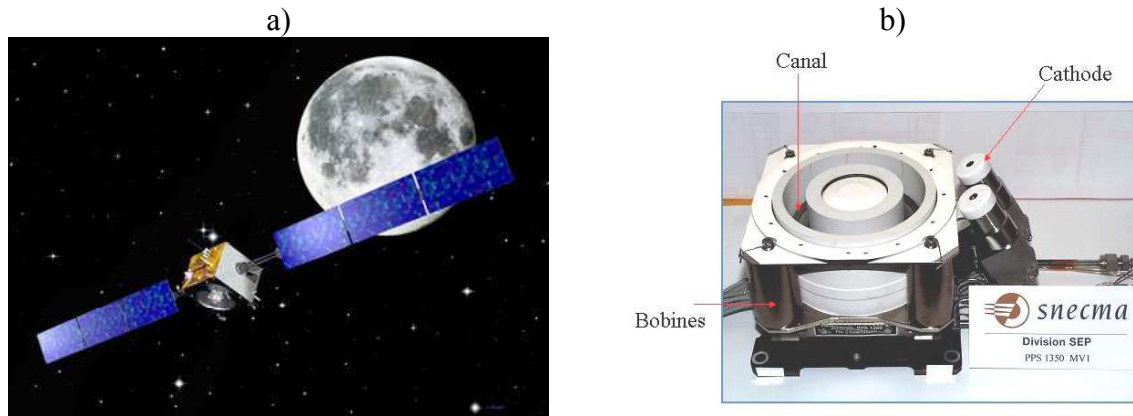 a)
b)
Canal
Cathode
Bobines
snecma
Division SEP
PPS 1350 MV1